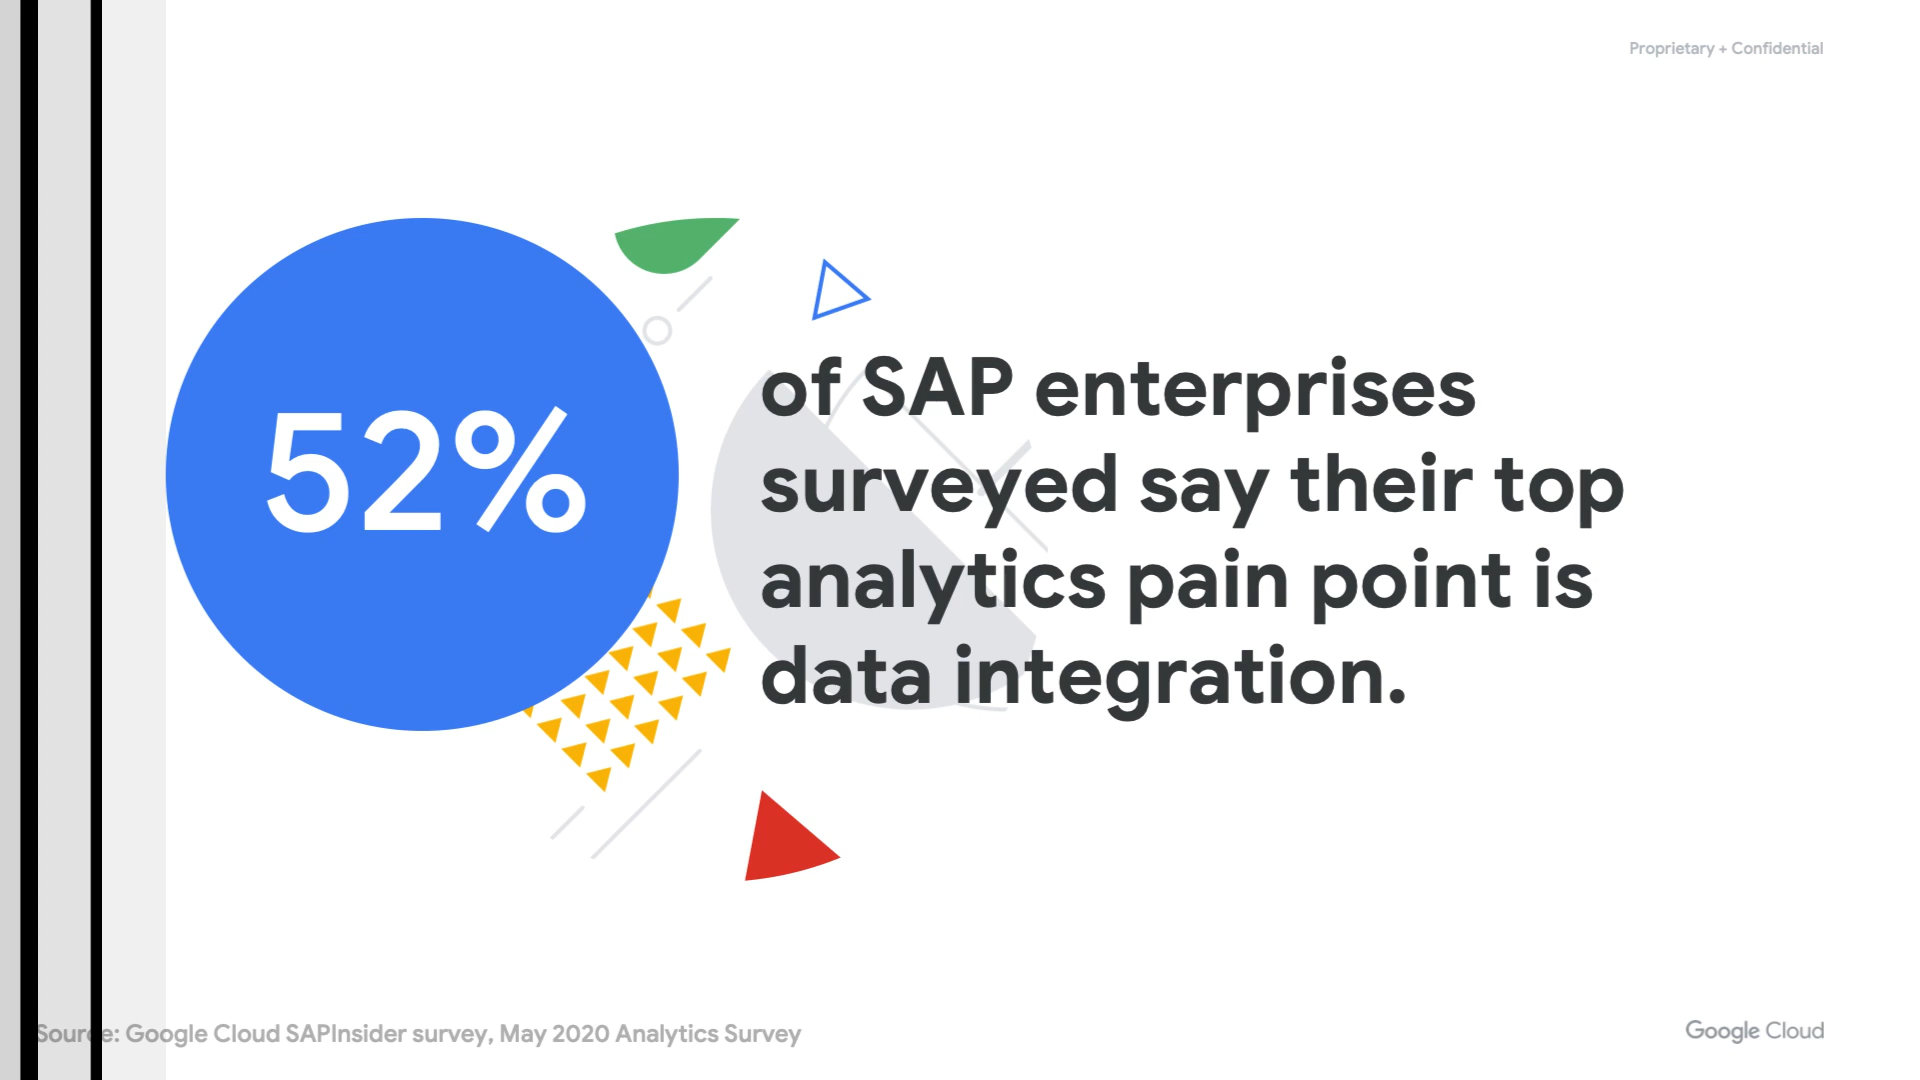 Proprietary + Confidential
52%
of SAP enterprises
surveyed say their top
analytics pain point is
data integration.
Source: Google Cloud SAPInsider survey, May 2020 Analytics Survey
Google Cloud